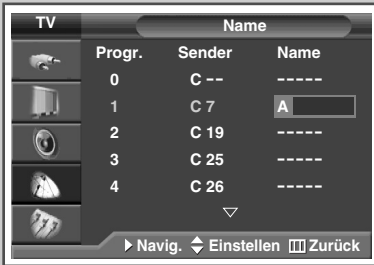 TV Name
Progr. Sender Name
0 C -- -----
1 C 7 A
2 C 19 -----
3 C 25 -----
4 C 26 -----
Navig. Einstellen Zurück